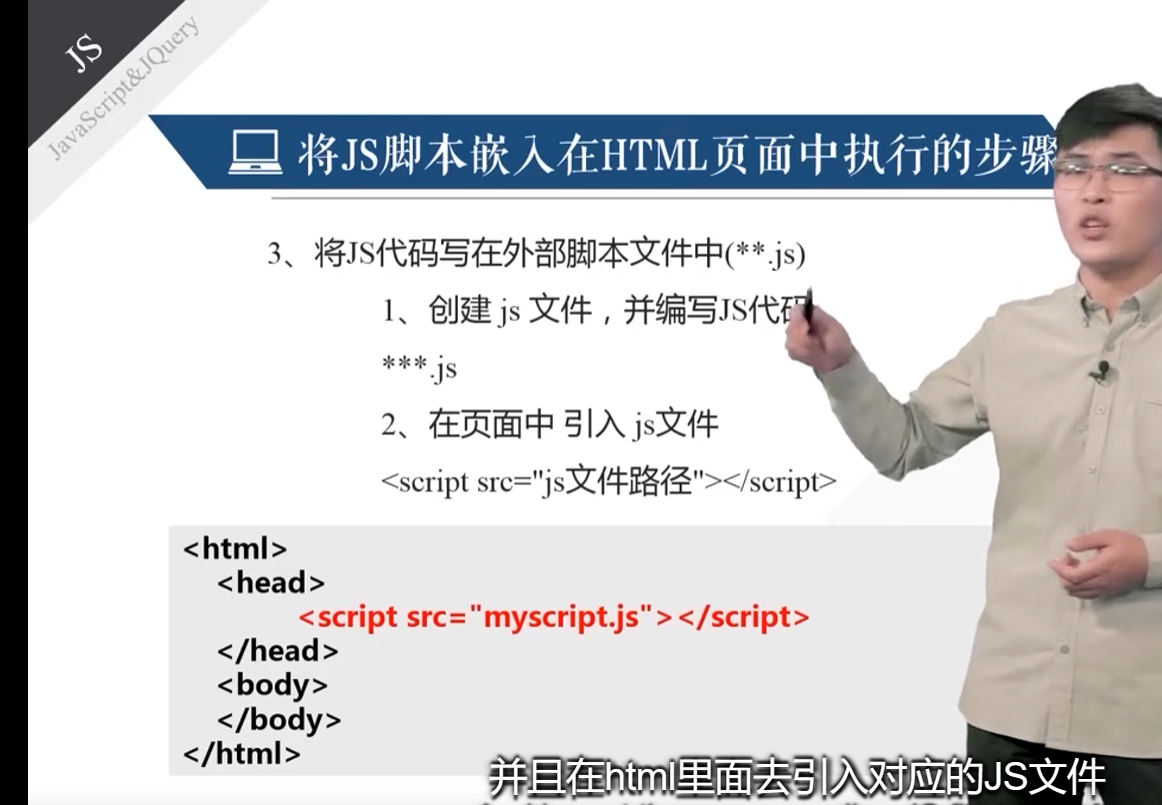 JS
JavaScript&JQuery
将JS脚本嵌入在HTML页面中执行的步骤
3、将JS代码写在外部脚本文件中(**.js)
1、创建 js 文件，并编写JS代码
***.js
2、在页面中 引入 js文件
<script src="js文件路径"></script>
<html>
<head>
<script src="myscript.js"></script>
</head>
<body>
</body>
</html>
并且在html里面去引入对应的JS文件